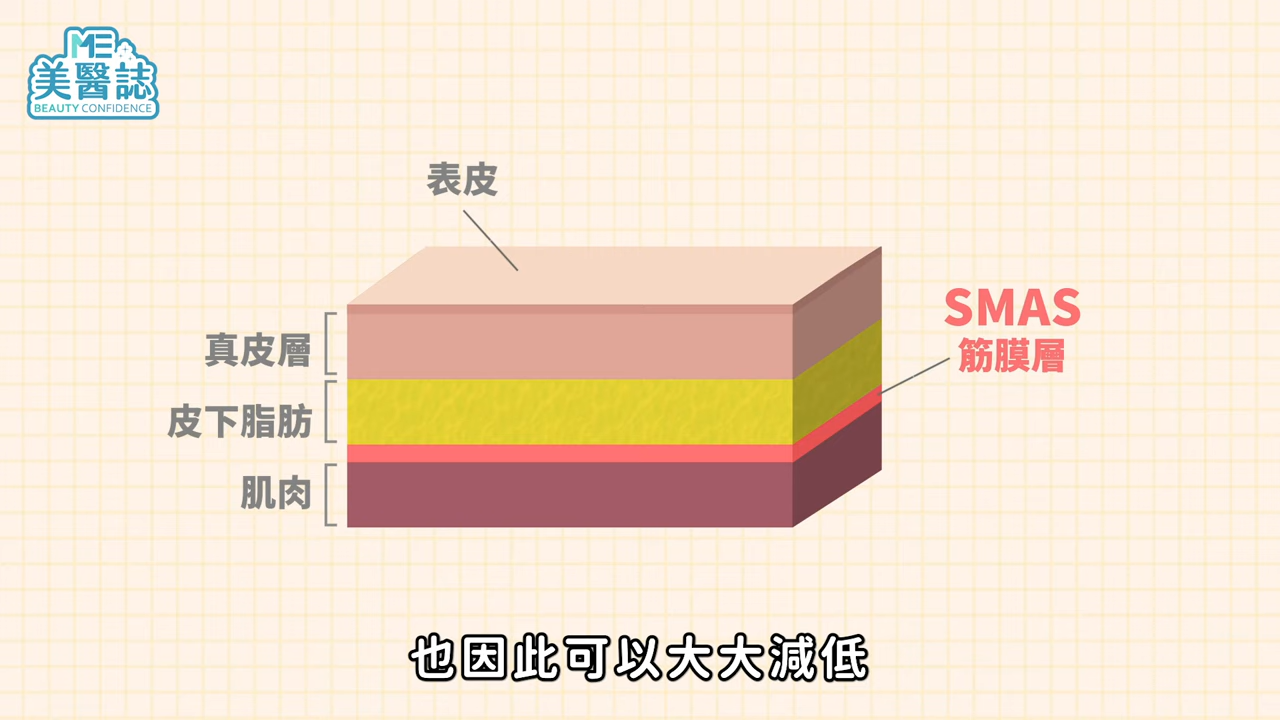 ME
美醫誌
BEAUTY CONFIDENCE
表皮
SMAS
筋膜層
真皮層
皮下脂肪
肌肉
也因此可以大大減低